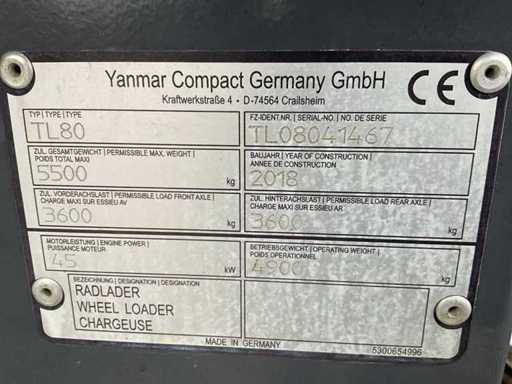 Yanmar Compact Germany GmbH
Kraftwerkstraße 4 • D-74564 Crailsheim
CE
TYP | TYPE | TYPE
TL80
FZ-IDENT.NR. | SERIAL-NO. | NO. DE SERIE
TL08041467
ZUL. GESAMTGEWICHT | PERMISSIBLE MAX. WEIGHT |
POIDS TOTAL MAXI
5500
kg
BAUJAHR | YEAR OF CONSTRUCTION |
ANNEE DE CONSTRUCTION
2018
ZUL. VORDERACHSLAST | PERMISSIBLE LOAD FRONT AXLE |
CHARGE MAXI SUR ESSIEU AV
3600
kg
ZUL. HINTERACHSLAST | PERMISSIBLE LOAD REAR AXLE |
CHARGE MAXI SUR ESSIEU AR
3600
kg
MOTORLEISTUNG | ENGINE POWER |
PUISSANCE MOTEUR
45
kW
BETRIEBSGEWICHT | OPERATING WEIGHT |
POIDS OPERATIONNEL
4900
kg
BEZEICHNUNG | DESIGNATION | DESIGNATION
RADLADER
WHEEL LOADER
CHARGEUSE
MADE IN GERMANY
5300654996